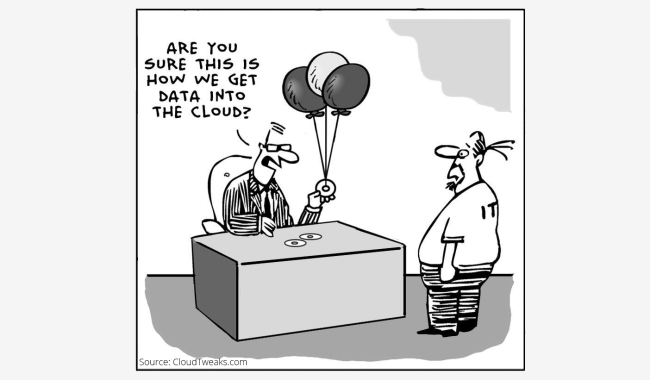 ARE YOU
SURE THIS IS
HOW WE GET
DATA INTO
THE CLOUD?
IT
Source: CloudTweaks.com